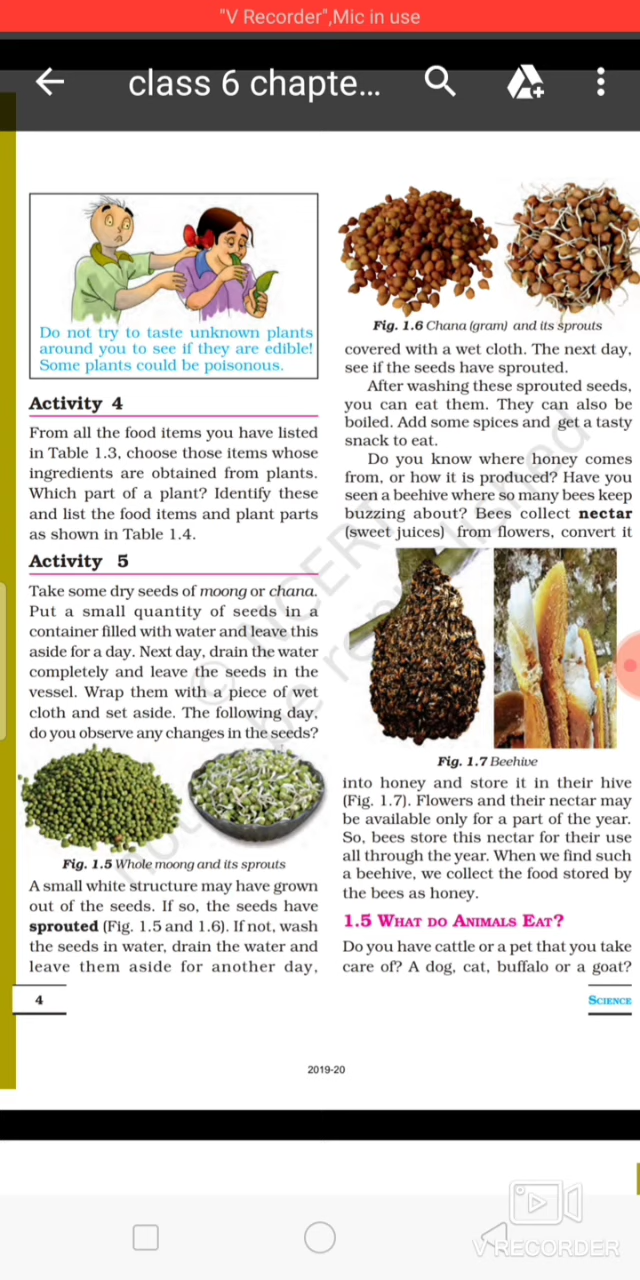 "V Recorder",Mic in use
class 6 chapte...
Do not try to taste unknown plants
around you to see if they are edible!
Some plants could be poisonous.
Activity 4
From all the food items you have listed
in Table 1.3, choose those items whose
ingredients are obtained from plants.
Which part of a plant? Identify these
and list the food items and plant parts
as shown in Table 1.4.
Activity 5
Take some dry seeds of moong or chana.
Put a small quantity of seeds in a
container filled with water and leave this
aside for a day. Next day, drain the water
completely and leave the seeds in the
vessel. Wrap them with a piece of wet
cloth and set aside. The following day,
do you observe any changes in the seeds?
Fig. 1.5 Whole moong and its sprouts
A small white structure may have grown
out of the seeds. If so, the seeds have
sprouted (Fig. 1.5 and 1.6). If not, wash
the seeds in water, drain the water and
leave them aside for another day,
Fig. 1.6 Chana (gram) and its sprouts
covered with a wet cloth. The next day,
see if the seeds have sprouted.
After washing these sprouted seeds,
you can eat them. They can also be
boiled. Add some spices and get a tasty
snack to eat.
Do you know where honey comes
from, or how it is produced? Have you
seen a beehive where so many bees keep
buzzing about? Bees collect nectar
(sweet juices) from flowers, convert it
Fig. 1.7 Beehive
into honey and store it in their hive
(Fig. 1.7). Flowers and their nectar may
be available only for a part of the year.
So, bees store this nectar for their use
all through the year. When we find such
a beehive, we collect the food stored by
the bees as honey.
1.5 WHAT DO ANIMALS EAT?
Do you have cattle or a pet that you take
care of? A dog, cat, buffalo or a goat?
4
SCIENCE
2019-20
© NCERT
not to be republished
V RECORDER